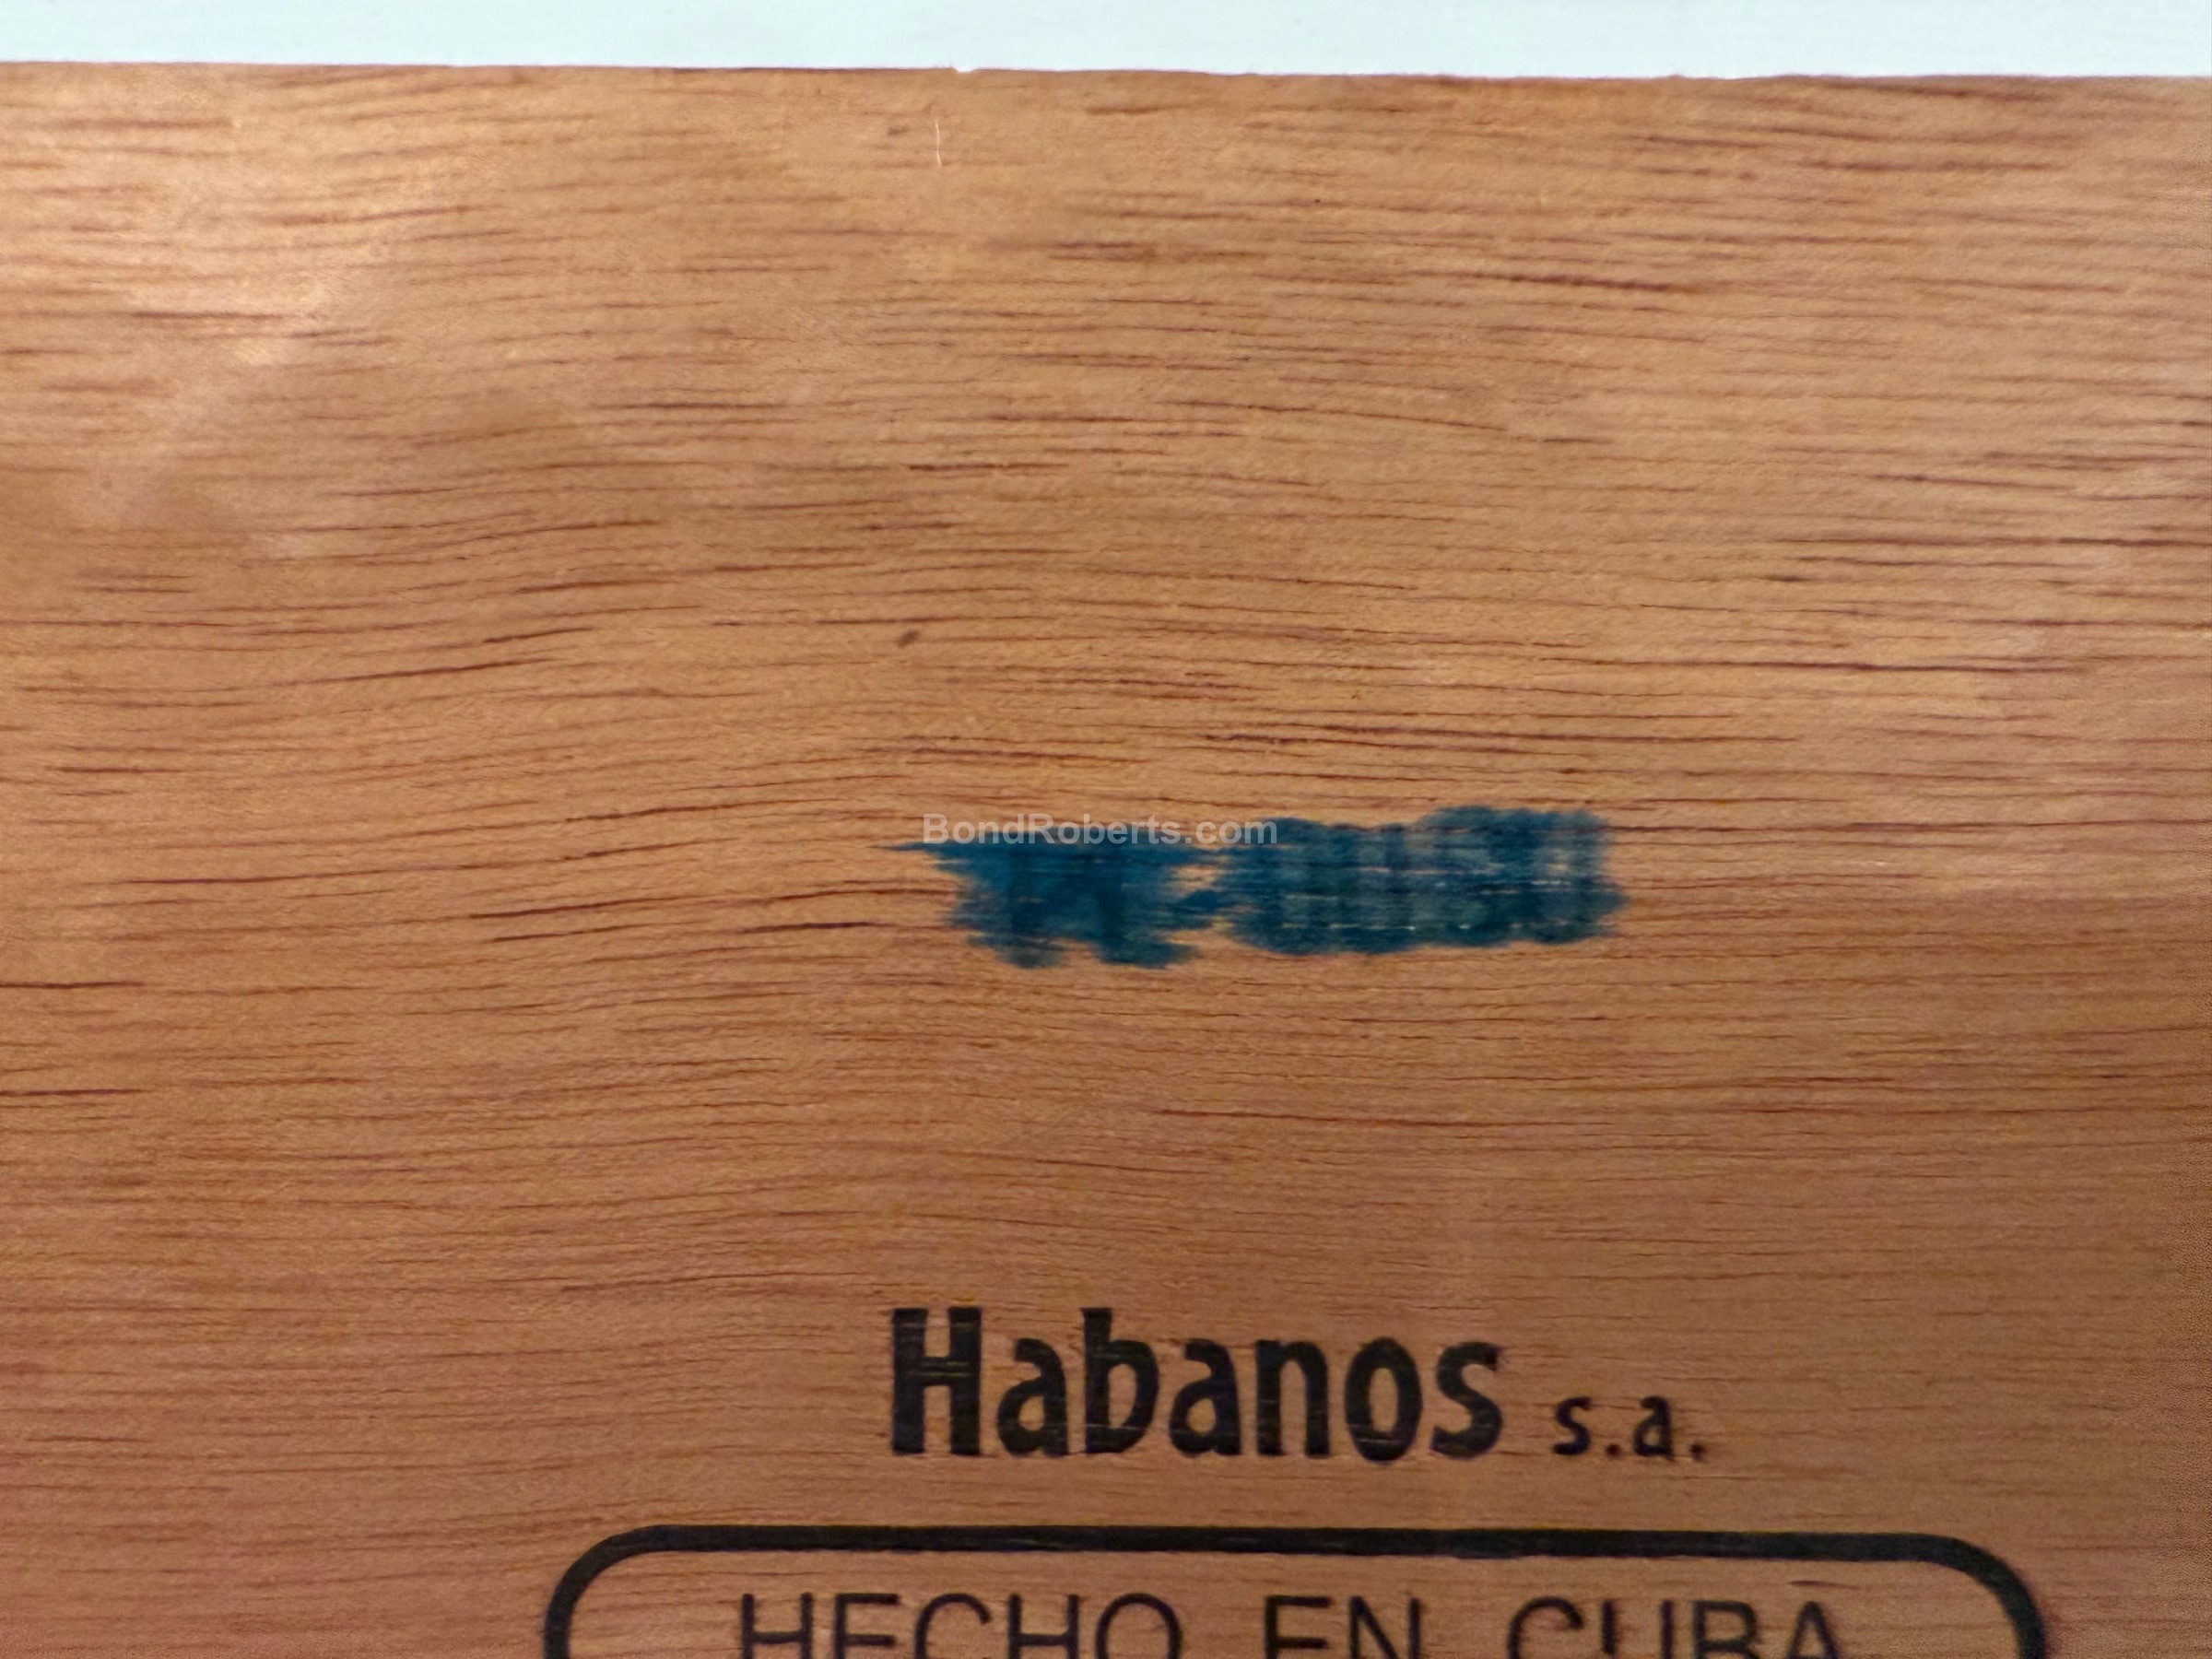 BondRoberts.com
Habanos s.a.
HECHO EN CUBA